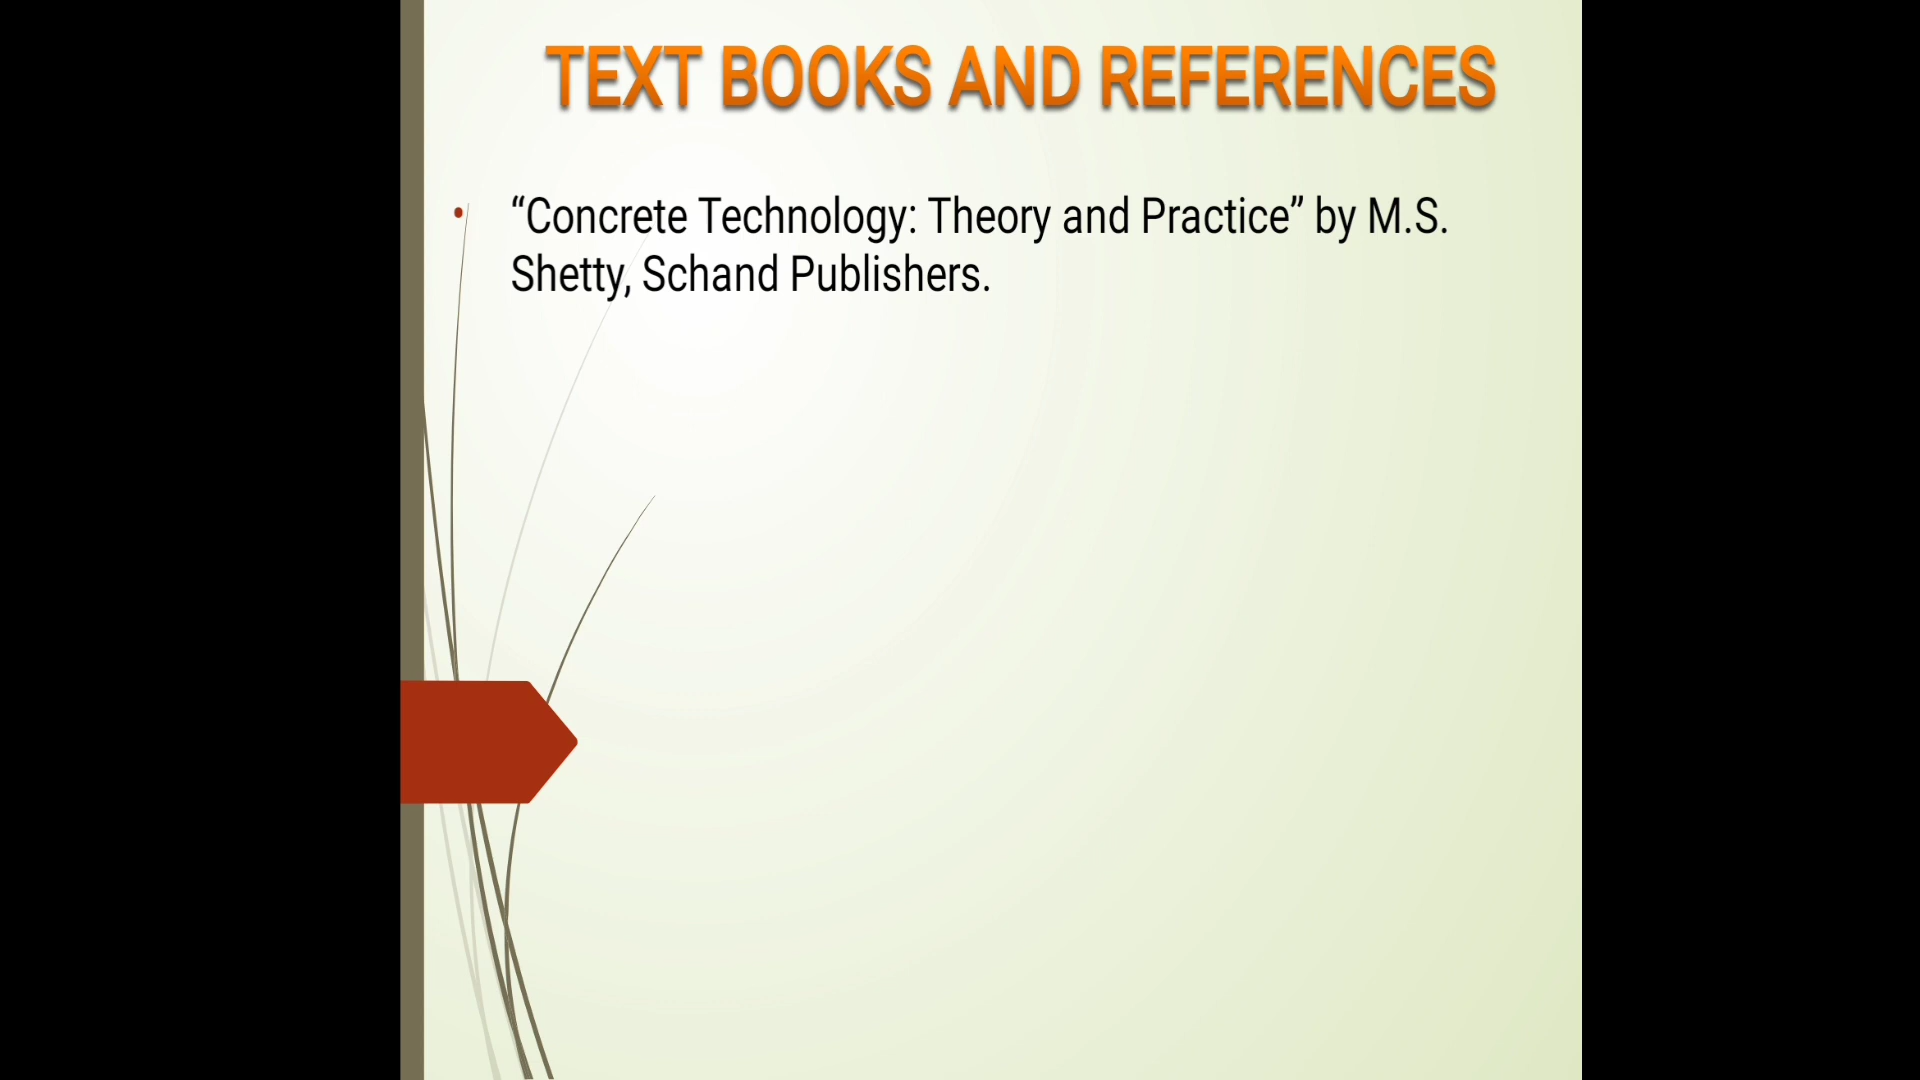 TEXT BOOKS AND REFERENCES
• “Concrete Technology: Theory and Practice” by M.S.
Shetty, Schand Publishers.